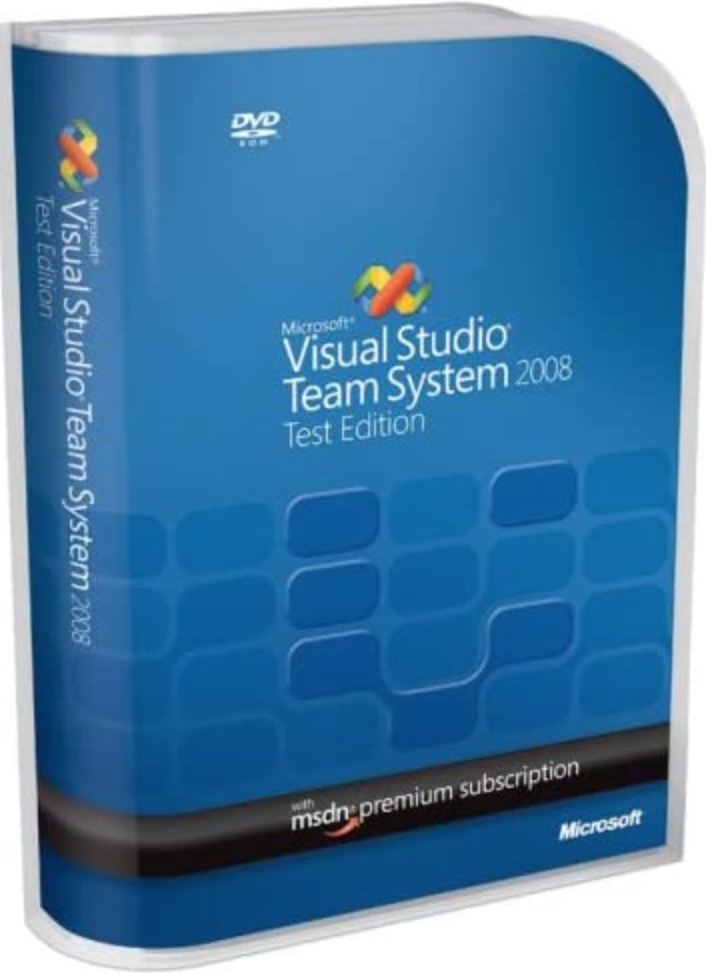 Microsoft®
Visual Studio Team System 2008
Test Edition
DVD
ROM
Microsoft®
Visual Studio®
Team System 2008
Test Edition
with
msdn® premium subscription
Microsoft